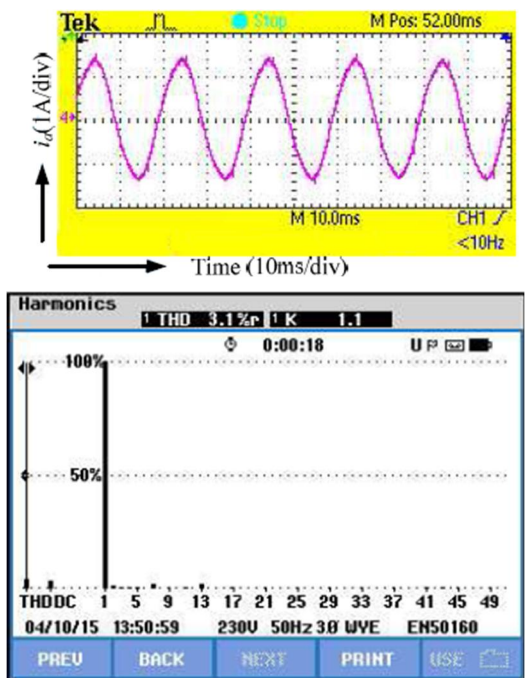 Tek Stop M Pos: 52.00ms
4
i_a(1A/div)
M 10.0ms CH1
<10Hz
Time (10ms/div)
Harmonics
1 THD 3.1%r 1 K 1.1
0:00:18 U
100%
50%
THDDC 1 5 9 13 17 21 25 29 33 37 41 45 49
04/10/15 13:50:59 230V 50Hz 3Ø WYE EN50160
PREV BACK NEXT PRINT USE